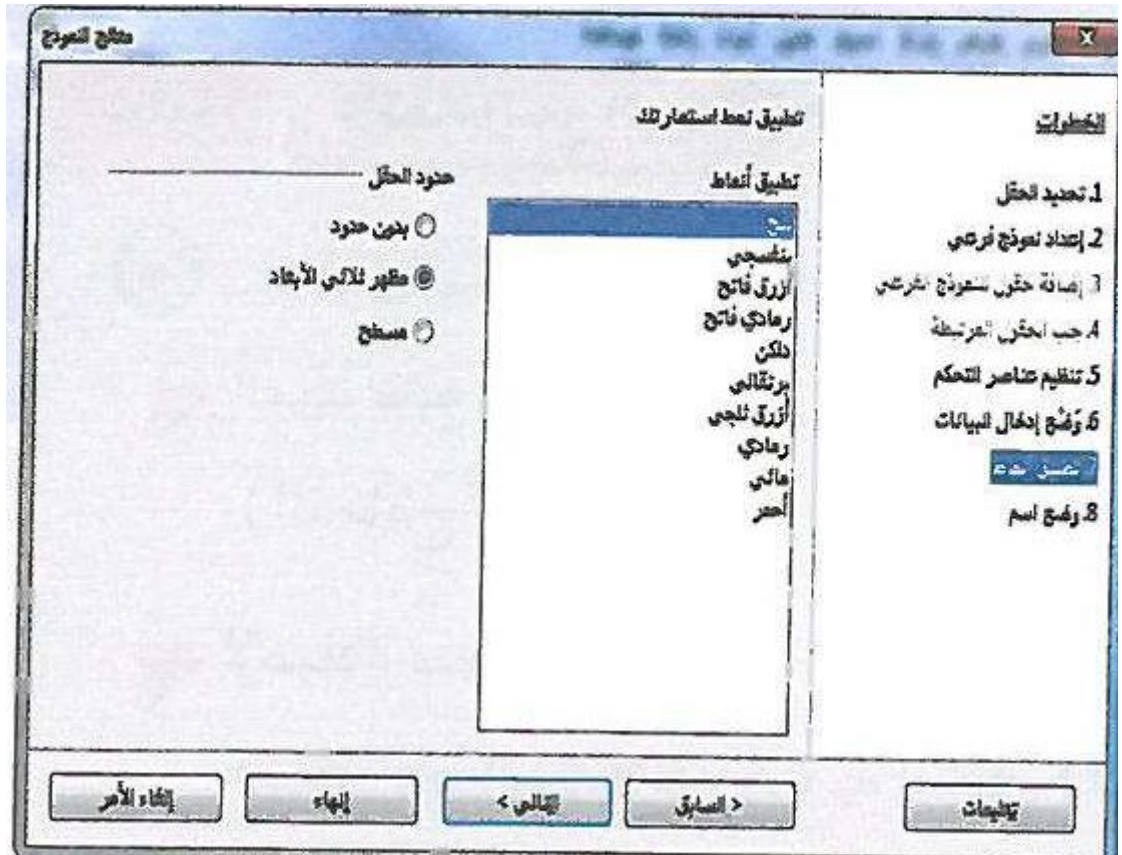 معالج النموذج
الخطوات
1. تحديد الحقل
2. إعداد نموذج فرعي
3. إضافة حقول للنموذج الفرعي
4. جلب الحقول المرتبطة
5. تنظيم عناصر التحكم
6. وضع إدخال البيانات
8. وضع اسم
تطبيق نمط استمارتك
تطبيق أنماط
بيج
بنفسجي
أزرق فاتح
رمادي فاتح
داكن
برتقالي
أزرق ثلجي
رمادي
مائي
أحمر
حدود الحقل
بدون حدود
مظهر ثلاثي الأبعاد
مسطح
تعليمات
< السابق
التالي >
إنهاء
إلغاء الأمر